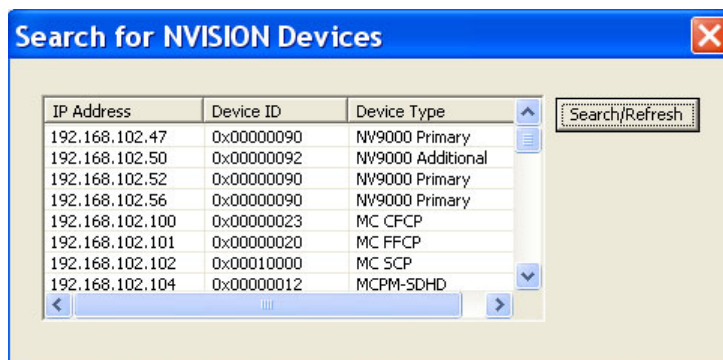 Search for NVISION Devices
IP Address Device ID Device Type
Search/Refresh
192.168.102.47 0x00000090 NV9000 Primary
192.168.102.50 0x00000092 NV9000 Additional
192.168.102.52 0x00000090 NV9000 Primary
192.168.102.56 0x00000090 NV9000 Primary
192.168.102.100 0x00000023 MC CFCP
192.168.102.101 0x00000020 MC FFCP
192.168.102.102 0x00010000 MC SCP
192.168.102.104 0x00000012 MCPM-SDHD